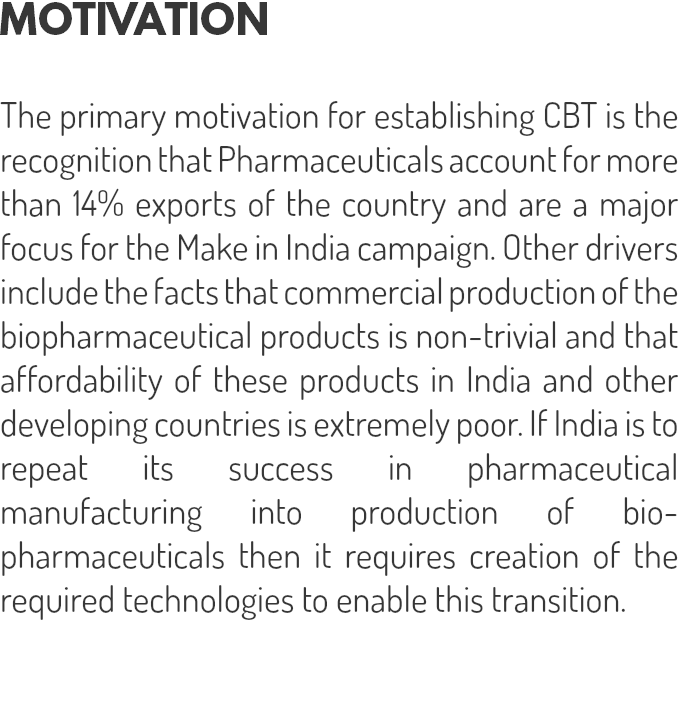 MOTIVATION
The primary motivation for establishing CBT is the
recognition that Pharmaceuticals account for more
than 14% exports of the country and are a major
focus for the Make in India campaign. Other drivers
include the facts that commercial production of the
biopharmaceutical products is non-trivial and that
affordability of these products in India and other
developing countries is extremely poor. If India is to
repeat its success in pharmaceutical
manufacturing into production of bio-
pharmaceuticals then it requires creation of the
required technologies to enable this transition.